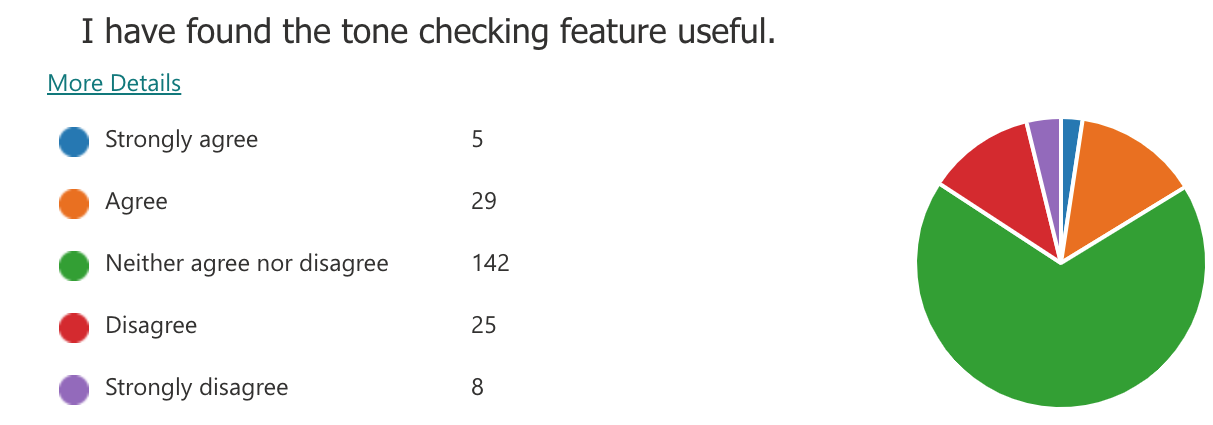 I have found the tone checking feature useful.
More Details
Strongly agree 5
Agree 29
Neither agree nor disagree 142
Disagree 25
Strongly disagree 8